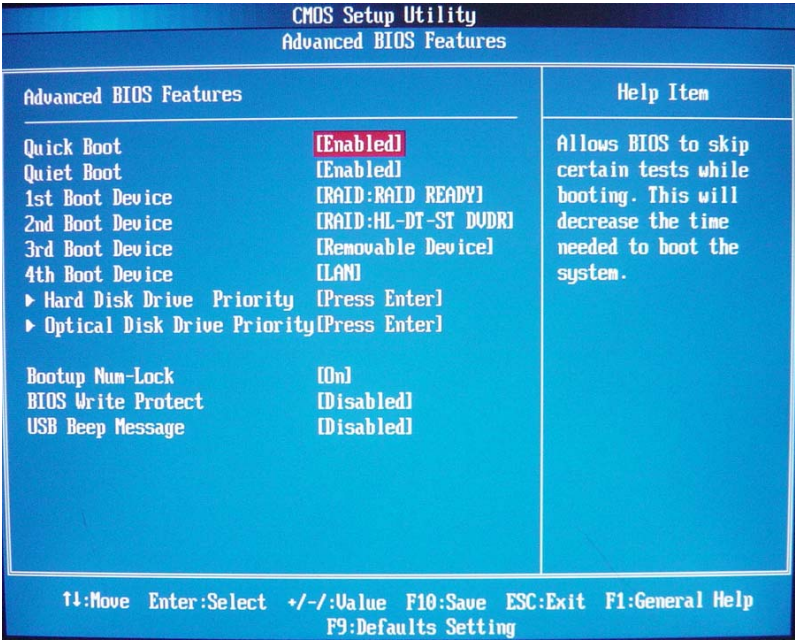 CMOS Setup Utility
Advanced BIOS Features
Advanced BIOS Features
Quick Boot [Enabled]
Quiet Boot [Enabled]
1st Boot Device [RAID:RAID READY]
2nd Boot Device [RAID:HL-DT-ST DVDR]
3rd Boot Device [Removable Device]
4th Boot Device [LAN]
▶ Hard Disk Drive Priority [Press Enter]
▶ Optical Disk Drive Priority[Press Enter]
Bootup Num-Lock [On]
BIOS Write Protect [Disabled]
USB Beep Message [Disabled]
Help Item
Allows BIOS to skip
certain tests while
booting. This will
decrease the time
needed to boot the
system.
↑↓:Move Enter:Select +/-/:Value F10:Save ESC:Exit F1:General Help
F9:Defaults Setting